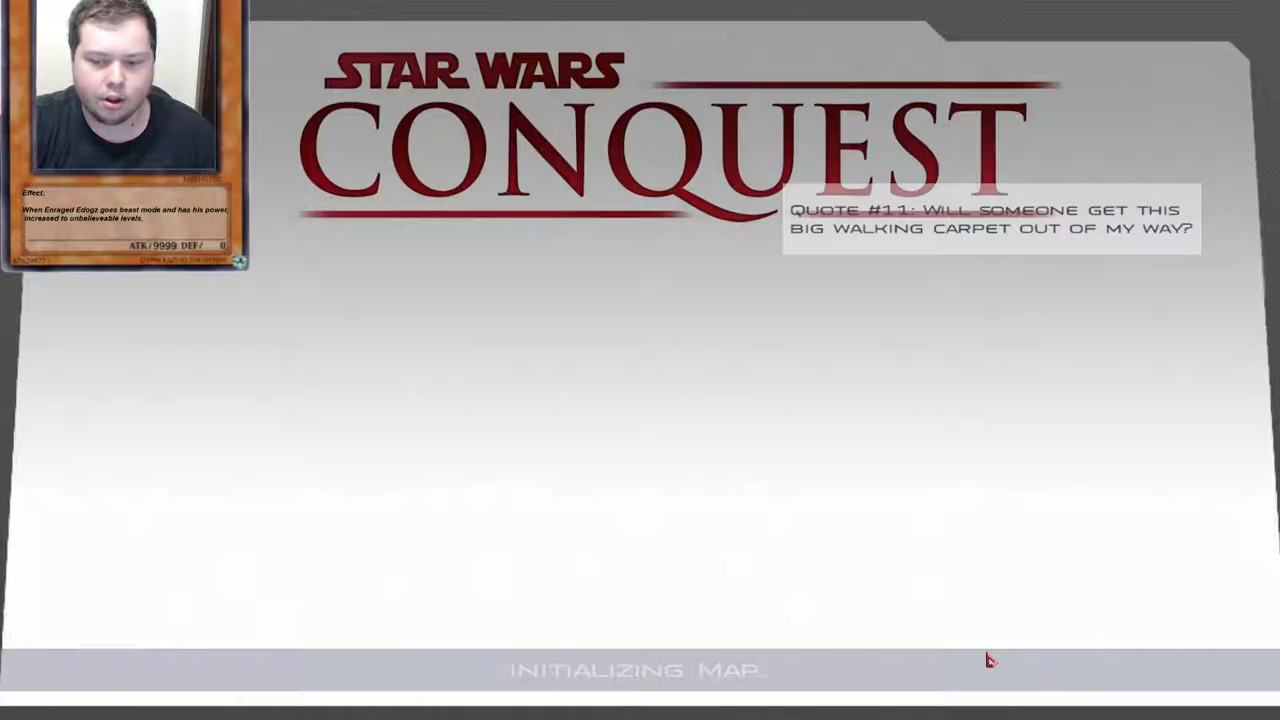 STAR WARS
CONQUEST
QUOTE #11: WILL SOMEONE GET THIS
BIG WALKING CARPET OUT OF MY WAY?
Effect:
When Enraged Edogz goes beast mode and has his power,
Increased to unbelieveable levels.
ATK/9999 DEF/ 0
INITIALIZING MAP.